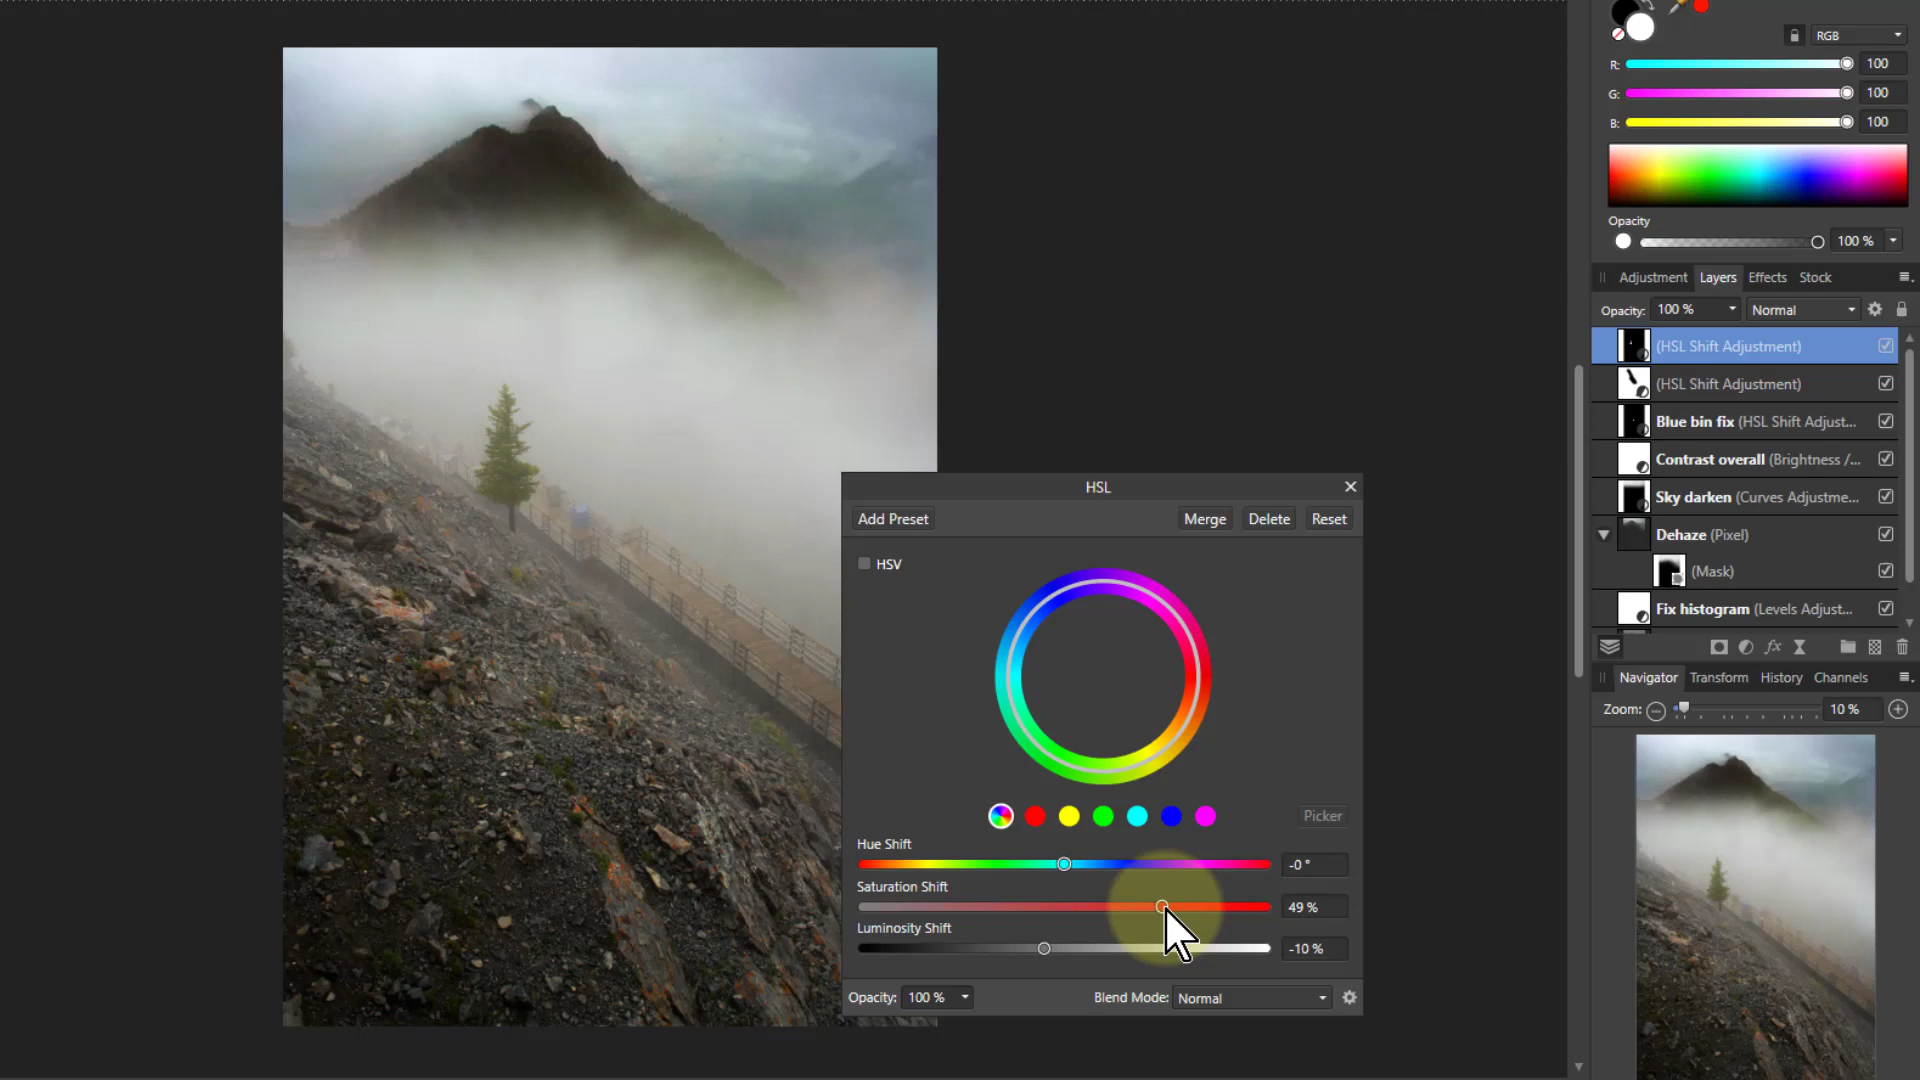 RGB
R: 100
G: 100
B: 100
Opacity
100 %
Adjustment Layers Effects Stock
Opacity: 100 % Normal
(HSL Shift Adjustment)
(HSL Shift Adjustment)
Blue bin fix (HSL Shift Adjust...
Contrast overall (Brightness /...
Sky darken (Curves Adjustme...
Dehaze (Pixel)
(Mask)
Fix histogram (Levels Adjust...
fx
Navigator Transform History Channels
Zoom: 10 %
HSL
Add Preset Merge Delete Reset
HSV
Picker
Hue Shift
-0 °
Saturation Shift
49 %
Luminosity Shift
-10 %
Opacity: 100 % Blend Mode: Normal